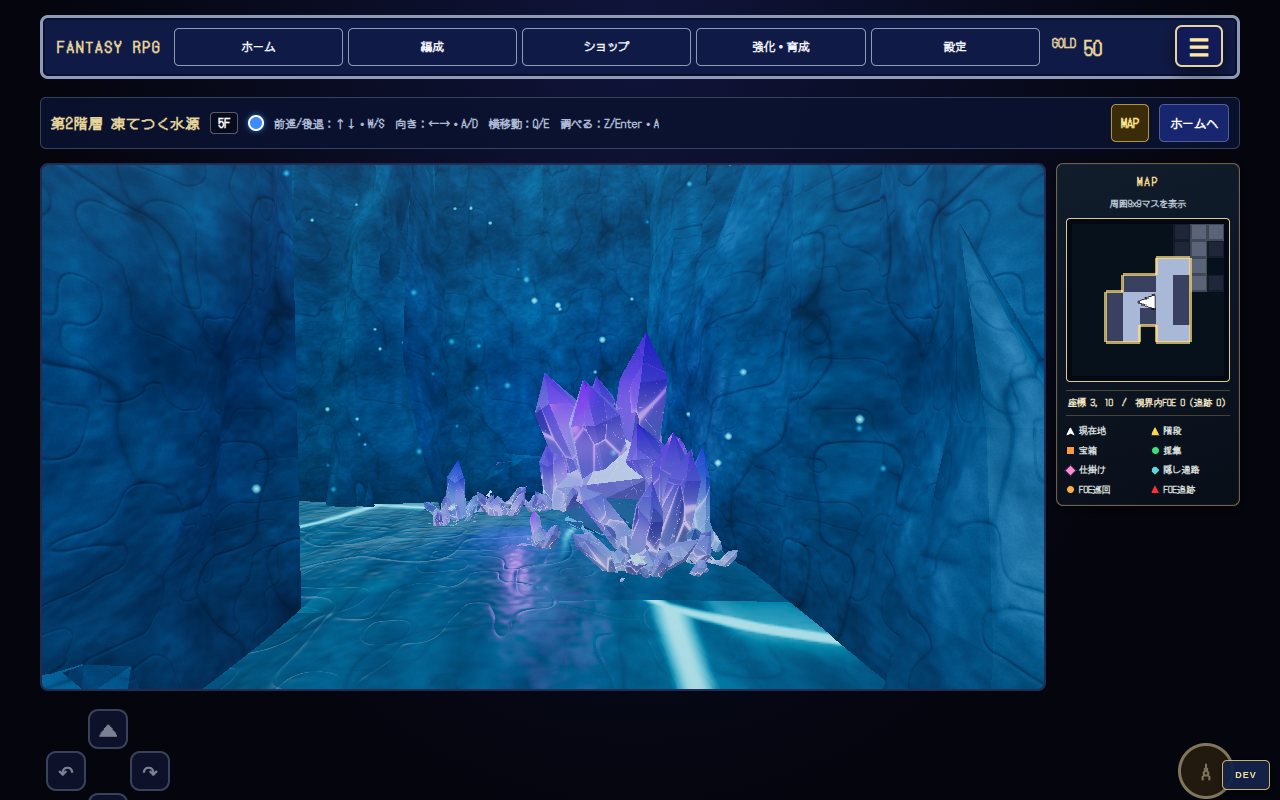 FANTASY RPG
ホーム
編成
ショップ
強化・育成
設定
GOLD 50
第2階層 凍てつく水源
5F
前進/後退：↑↓・W/S 向き：←→・A/D 横移動：Q/E 調べる：Z/Enter・A
MAP
ホームへ
MAP
周囲9x9マスを表示
座標 3, 10 / 視界内FOE 0 (追跡 0)
現在地
階段
宝箱
採集
仕掛け
隠し通路
FOE巡回
FOE追跡
A
DEV